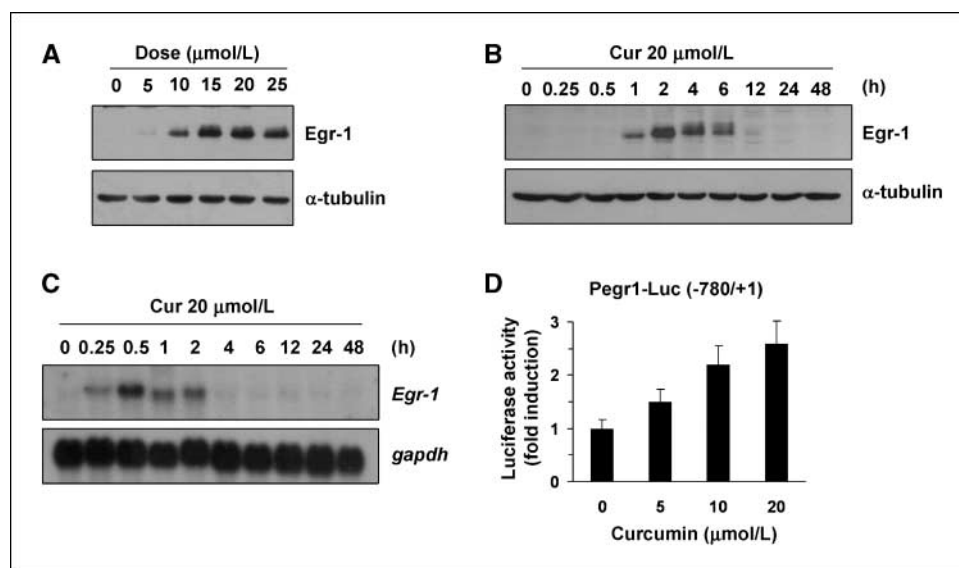 A
Dose (μmol/L)
0 5 10 15 20 25
Egr-1
α-tubulin
B
Cur 20 μmol/L
0 0.25 0.5 1 2 4 6 12 24 48 (h)
Egr-1
α-tubulin
C
Cur 20 μmol/L
0 0.25 0.5 1 2 4 6 12 24 48 (h)
Egr-1
gapdh
D
Pegr1-Luc (-780/+1)
Luciferase activity
(fold induction)
3
2
1
0
0 5 10 20
Curcumin (μmol/L)